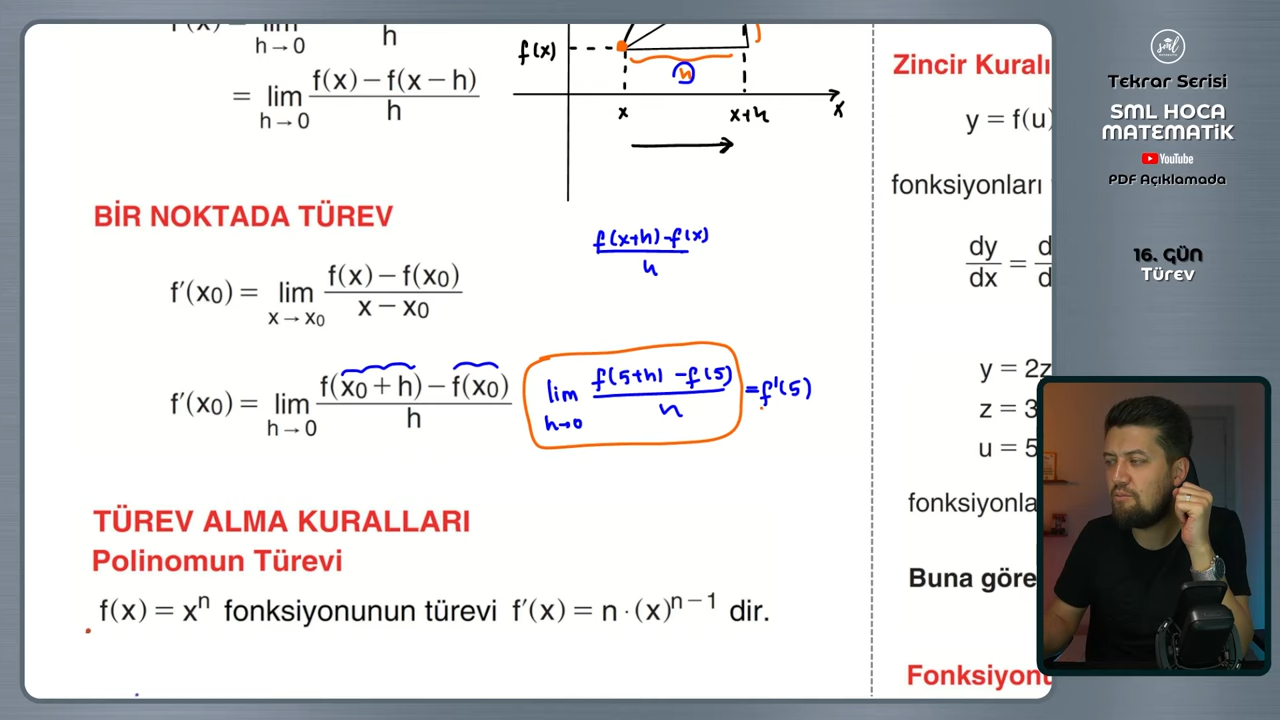 h→0 h
= lim f(x) − f(x − h)
h→0 h
f(x)
h
x x+h x
BİR NOKTADA TÜREV
f(x+h)-f(x)
h
f′(x0) = lim f(x) − f(x0)
x→x0 x − x0
f′(x0) = lim f(x0 + h) − f(x0)
h→0 h
lim f(5+h) -f(5) = f'(5)
h→0 h
TÜREV ALMA KURALLARI
Polinomun Türevi
f(x) = xⁿ fonksiyonunun türevi f′(x) = n · (x)ⁿ⁻¹ dir.
Zincir Kuralı
y = f(u)
fonksiyonları
dy = d
dx d
y = 2z
z = 3
u = 5
fonksiyonla
Buna göre
Fonksiyon
sml
Tekrar Serisi
SML HOCA
MATEMATİK
YouTube
PDF Açıklamada
16. GÜN
Türev